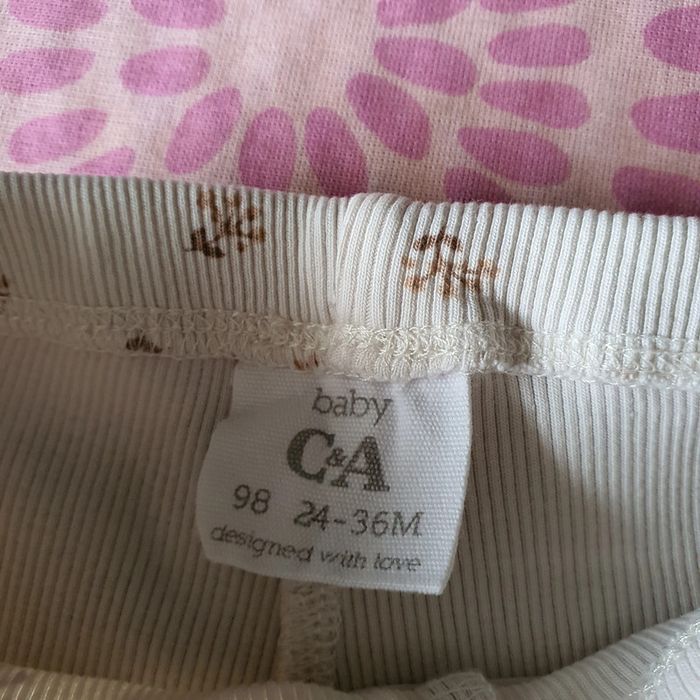 baby
C&A
98 24-36M
designed with love